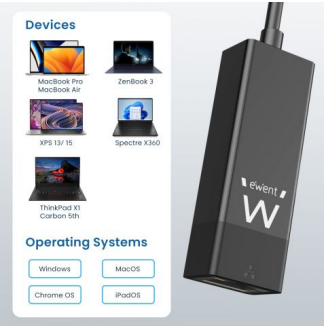 Devices
MacBook Pro
MacBook Air
ZenBook 3
XPS 13/ 15
Spectre X360
ThinkPad X1
Carbon 5th
Operating Systems
Windows
MacOS
Chrome OS
iPadOS
ewent
W